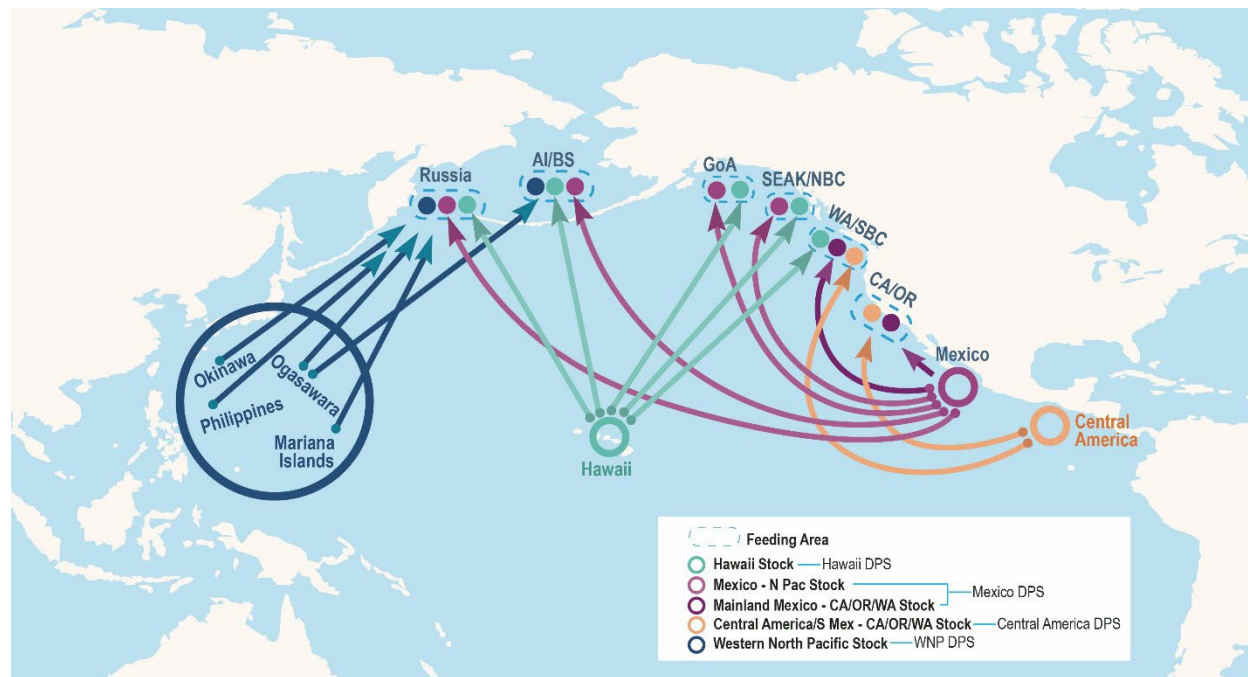 AI/BS
GoA
Russia
SEAK/NBC
WA/SBC
CA/OR
Mexico
Okinawa
Ogasawara
Philippines
Mariana
Islands
Central
America
Hawaii
Feeding Area
Hawaii Stock Hawaii DPS
Mexico - N Pac Stock
Mexico DPS
Mainland Mexico - CA/OR/WA Stock
Central America/S Mex - CA/OR/WA Stock Central America DPS
Western North Pacific Stock WNP DPS